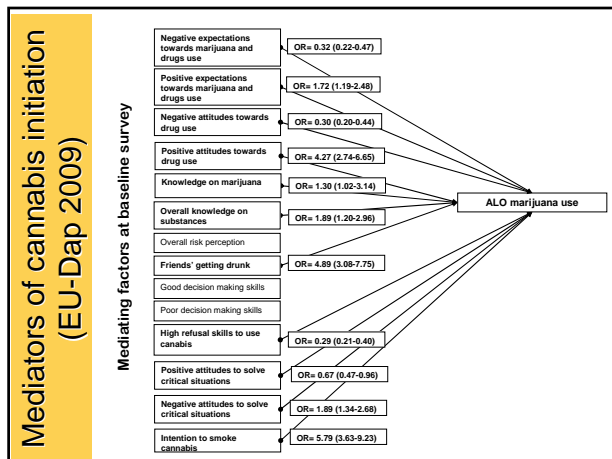 Mediators of cannabis initiation
(EU-Dap 2009)
Mediating factors at baseline survey
Negative expectations
towards marijuana and
drugs use
OR= 0.32 (0.22-0.47)
Positive expectations
towards marijuana and
drugs use
OR= 1.72 (1.19-2.48)
Negative attitudes towards
drug use
OR= 0.30 (0.20-0.44)
Positive attitudes towards
drug use
OR= 4.27 (2.74-6.65)
Knowledge on marijuana
OR= 1.30 (1.02-3.14)
Overall knowledge on
substances
OR= 1.89 (1.20-2.96)
Overall risk perception
Friends' getting drunk
OR= 4.89 (3.08-7.75)
Good decision making skills
Poor decision making skills
High refusal skills to use
canabis
OR= 0.29 (0.21-0.40)
Positive attitudes to solve
critical situations
OR= 0.67 (0.47-0.96)
Negative attitudes to solve
critical situations
OR= 1.89 (1.34-2.68)
Intention to smoke
cannabis
OR= 5.79 (3.63-9.23)
ALO marijuana use